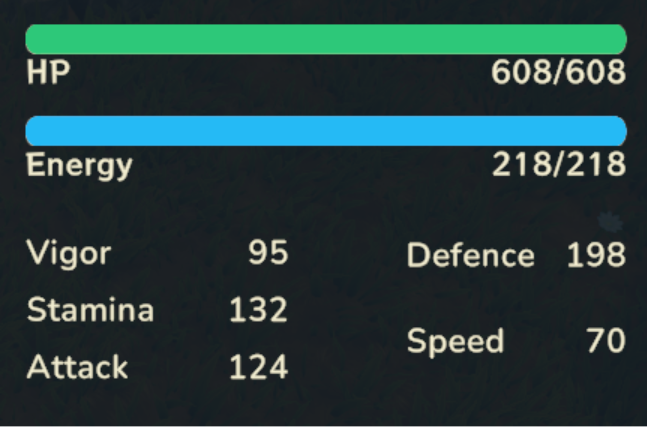 HP 608/608
Energy 218/218
Vigor 95
Stamina 132
Attack 124
Defence 198
Speed 70